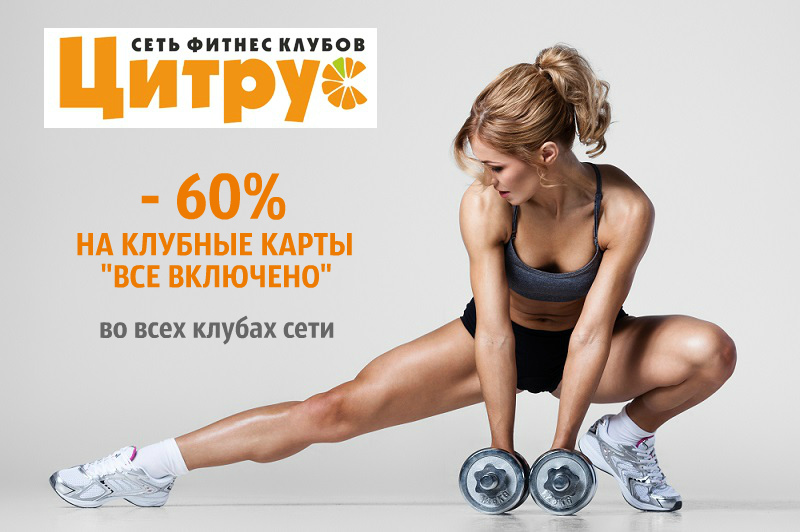 СЕТЬ ФИТНЕС КЛУБОВ
Цитрус
- 60%
НА КЛУБНЫЕ КАРТЫ
"ВСЕ ВКЛЮЧЕНО"
во всех клубах сети